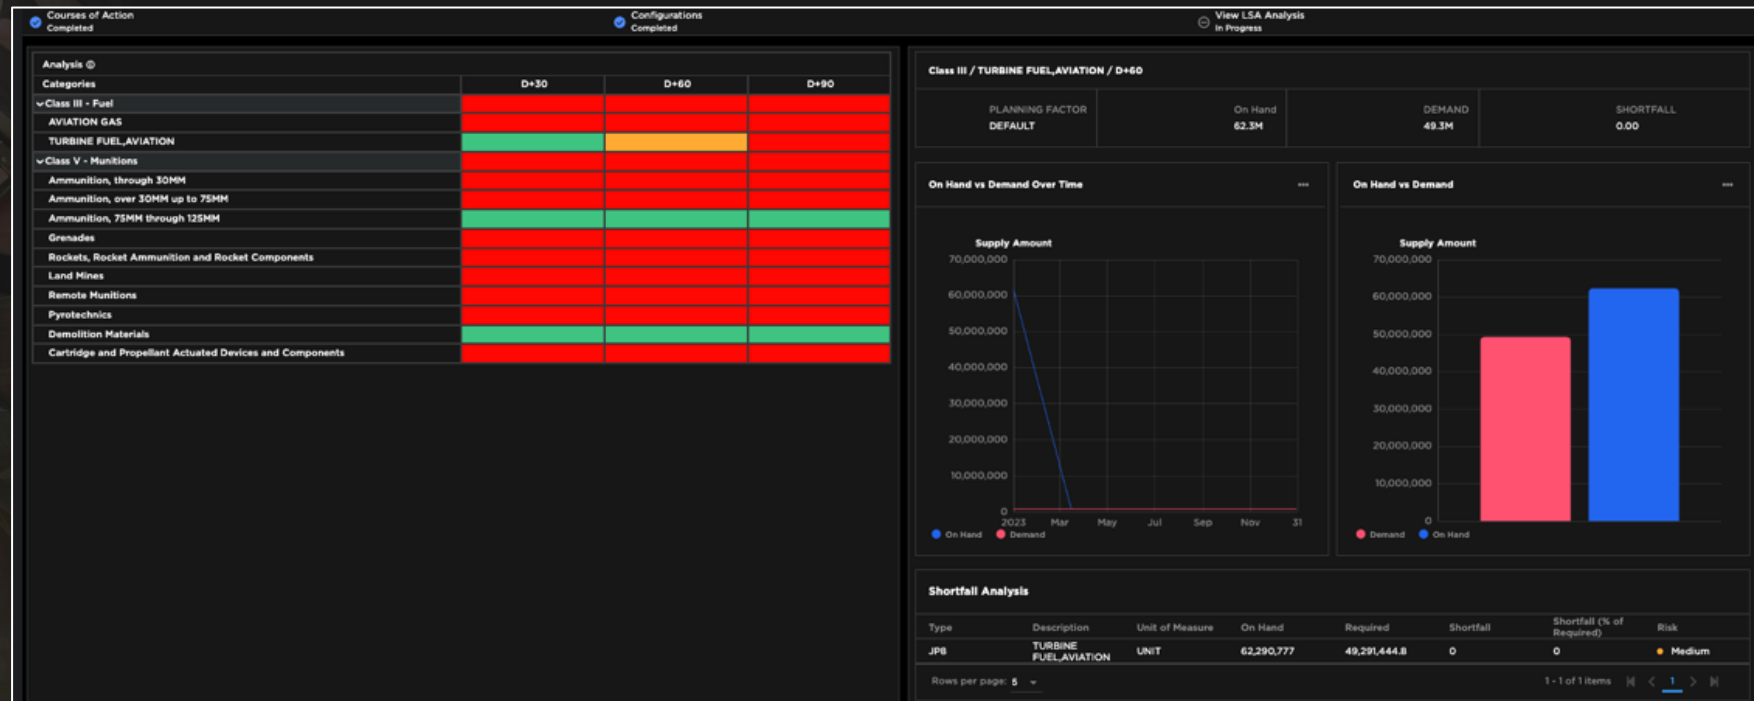 Courses of Action
Completed
Configurations
Completed
View LSA Analysis
In Progress
Analysis
Categories D+30 D+60 D+90
Class III - Fuel
AVIATION GAS
TURBINE FUEL,AVIATION
Class V - Munitions
Ammunition, through 30MM
Ammunition, over 30MM up to 75MM
Ammunition, 75MM through 125MM
Grenades
Rockets, Rocket Ammunition and Rocket Components
Land Mines
Remote Munitions
Pyrotechnics
Demolition Materials
Cartridge and Propellant Actuated Devices and Components
Class III / TURBINE FUEL,AVIATION / D+60
PLANNING FACTOR On Hand DEMAND SHORTFALL
DEFAULT 62.3M 49.3M 0.00
On Hand vs Demand Over Time
Supply Amount
70,000,000
60,000,000
50,000,000
40,000,000
30,000,000
20,000,000
10,000,000
0
2023 Mar May Jul Sep Nov 31
On Hand Demand
On Hand vs Demand
Supply Amount
70,000,000
60,000,000
50,000,000
40,000,000
30,000,000
20,000,000
10,000,000
0
Demand On Hand
Shortfall Analysis
Type Description Unit of Measure On Hand Required Shortfall Shortfall (% of Required) Risk
JP8 TURBINE FUEL,AVIATION UNIT 62,290,777 49,291,444.8 0 0 Medium
Rows per page: 5 1 - 1 of 1 items 1